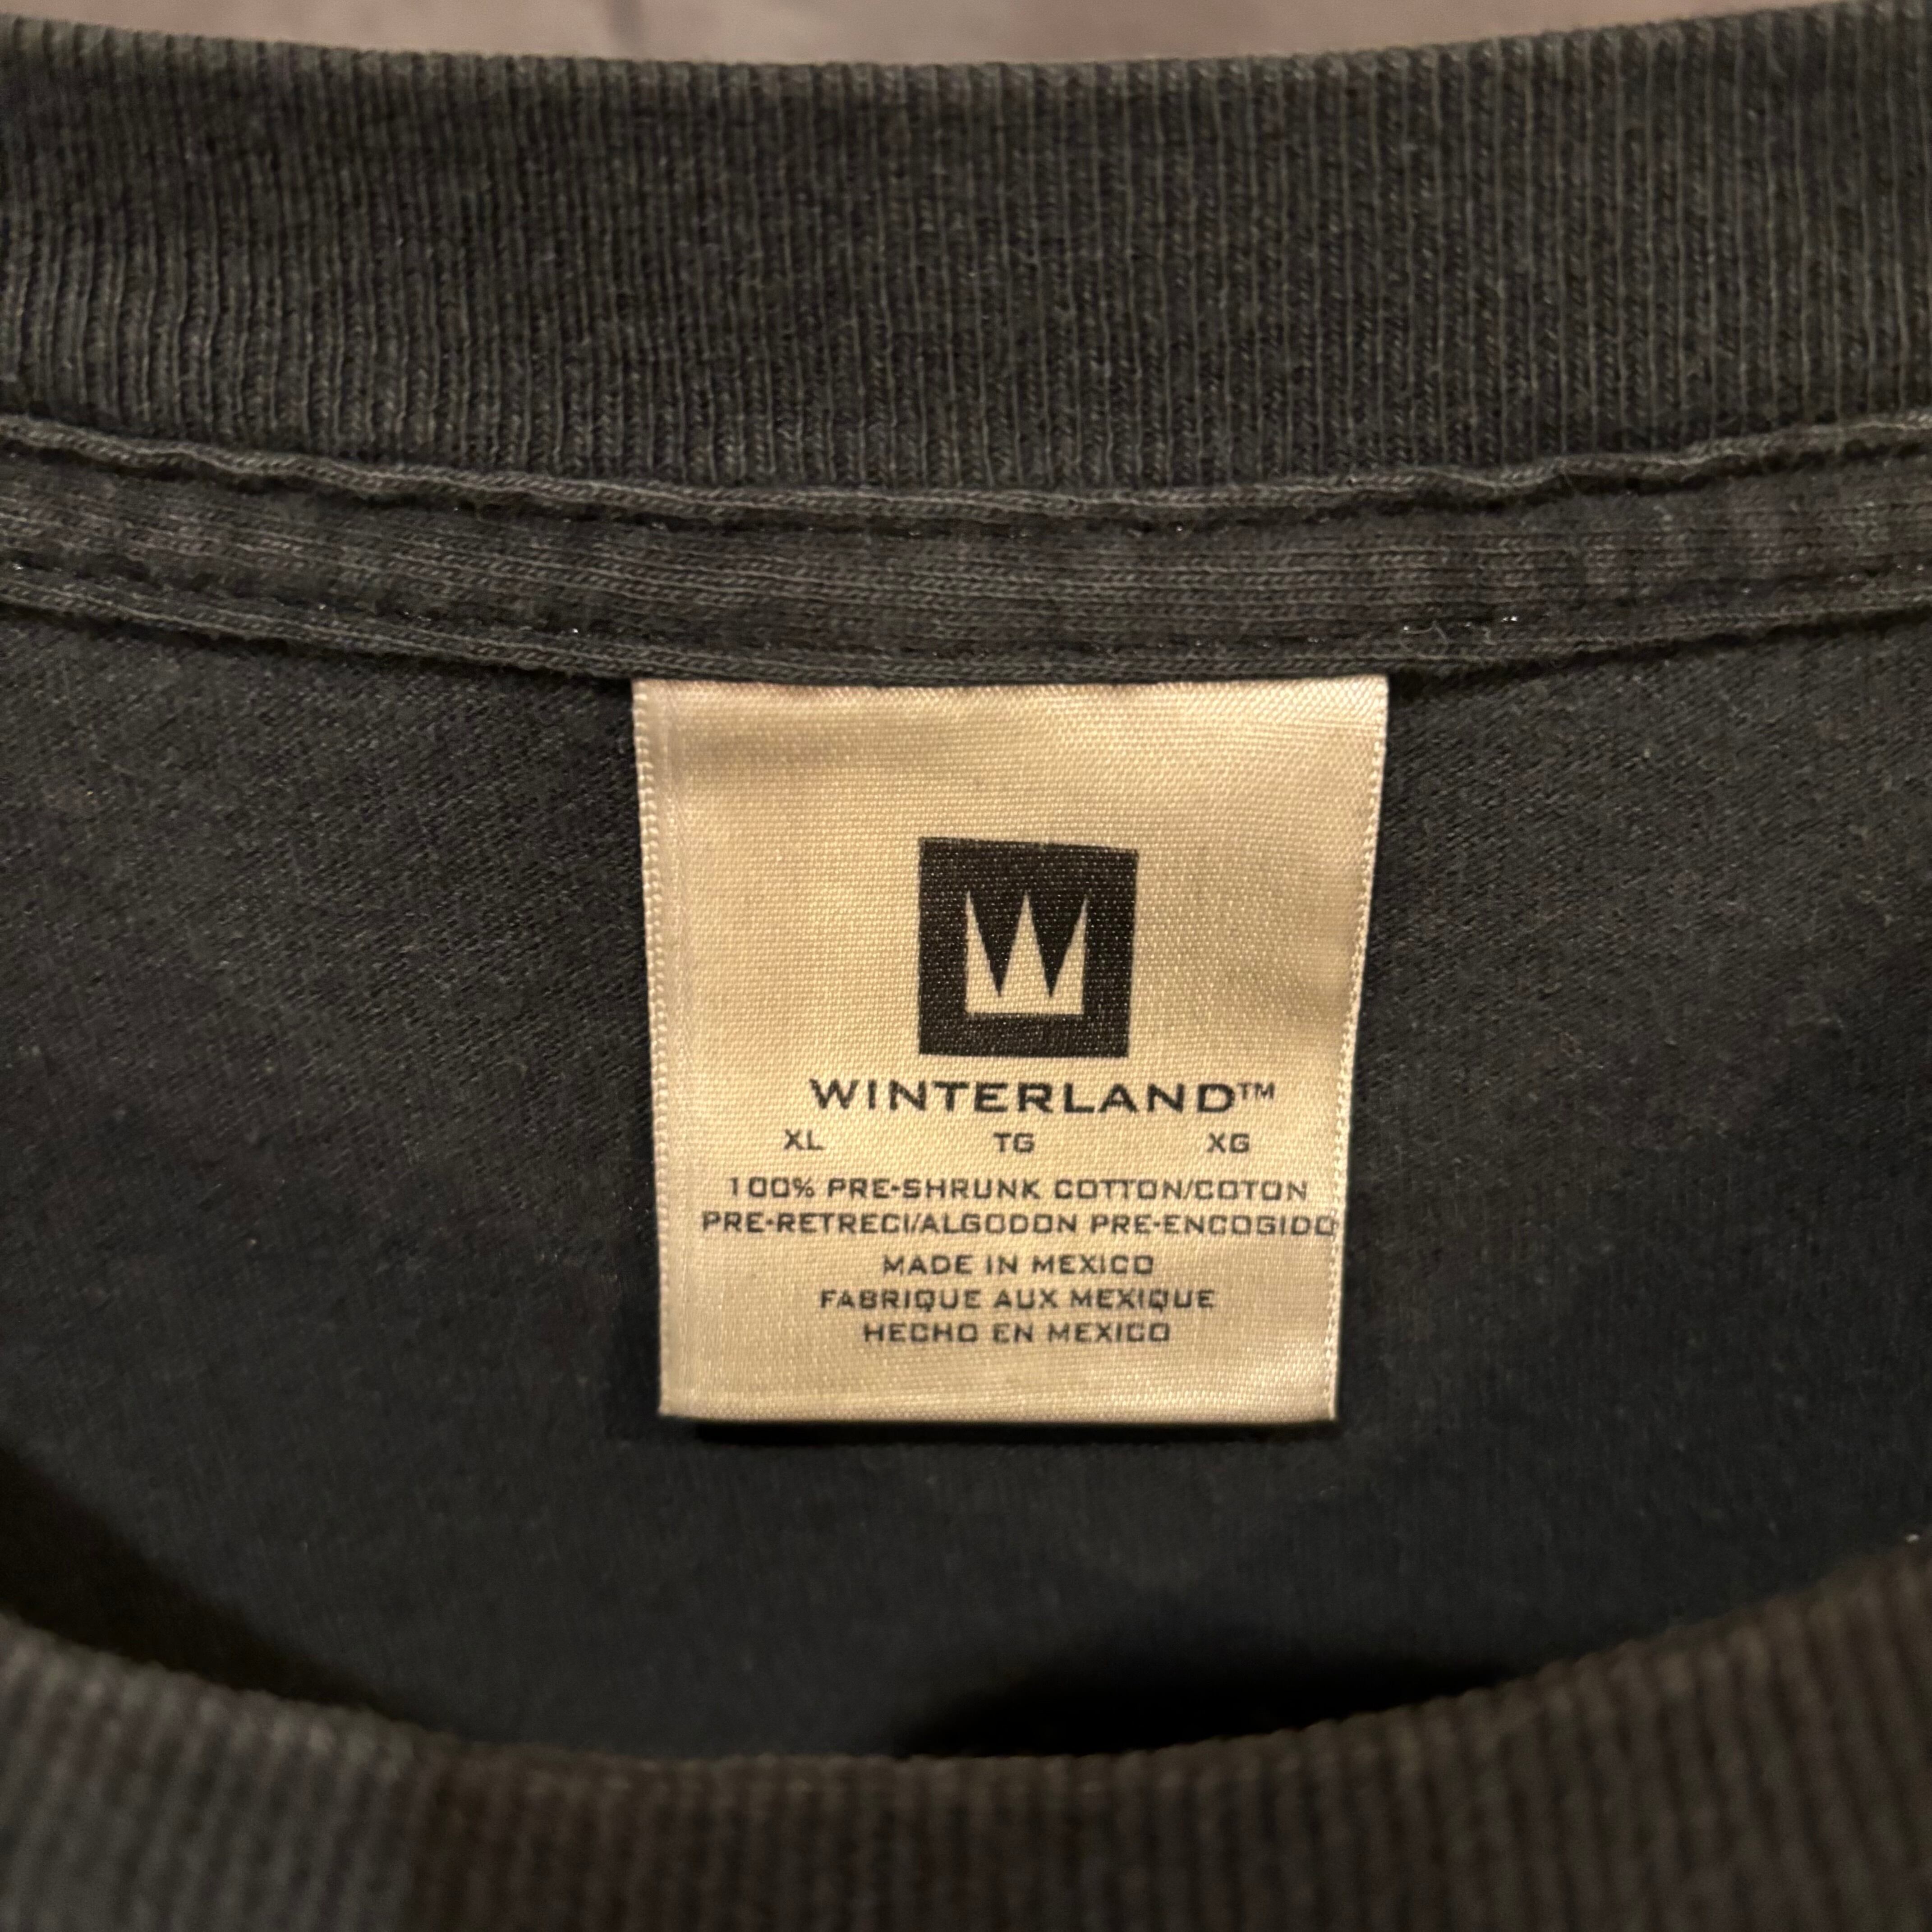 W
WINTERLAND™
XL TG XG
100% PRE-SHRUNK COTTON/COTON
PRE-RETRECI/ALGODON PRE-ENCOGIDO
MADE IN MEXICO
FABRIQUE AUX MEXIQUE
HECHO EN MEXICO